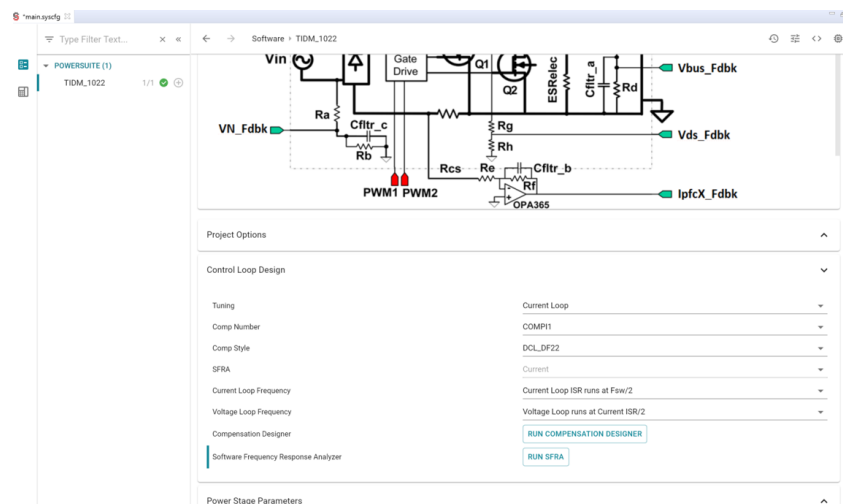 *main.syscfg
Type Filter Text...
Software › TIDM_1022
POWERSUITE (1)
TIDM_1022 1/1
Vin
Gate
Drive
Q1
Q2
ESRelec
Cfltr_a
Rd
Vbus_Fdbk
Ra
Cfltr_c
VN_Fdbk
Rb
Rg
Rh
Vds_Fdbk
Rcs
Re
Cfltr_b
Rf
PWM1 PWM2
OPA365
IpfcX_Fdbk
Project Options
Control Loop Design
Tuning Current Loop
Comp Number COMPI1
Comp Style DCL_DF22
SFRA Current
Current Loop Frequency Current Loop ISR runs at Fsw/2
Voltage Loop Frequency Voltage Loop runs at Current ISR/2
Compensation Designer RUN COMPENSATION DESIGNER
Software Frequency Response Analyzer RUN SFRA
Power Stage Parameters